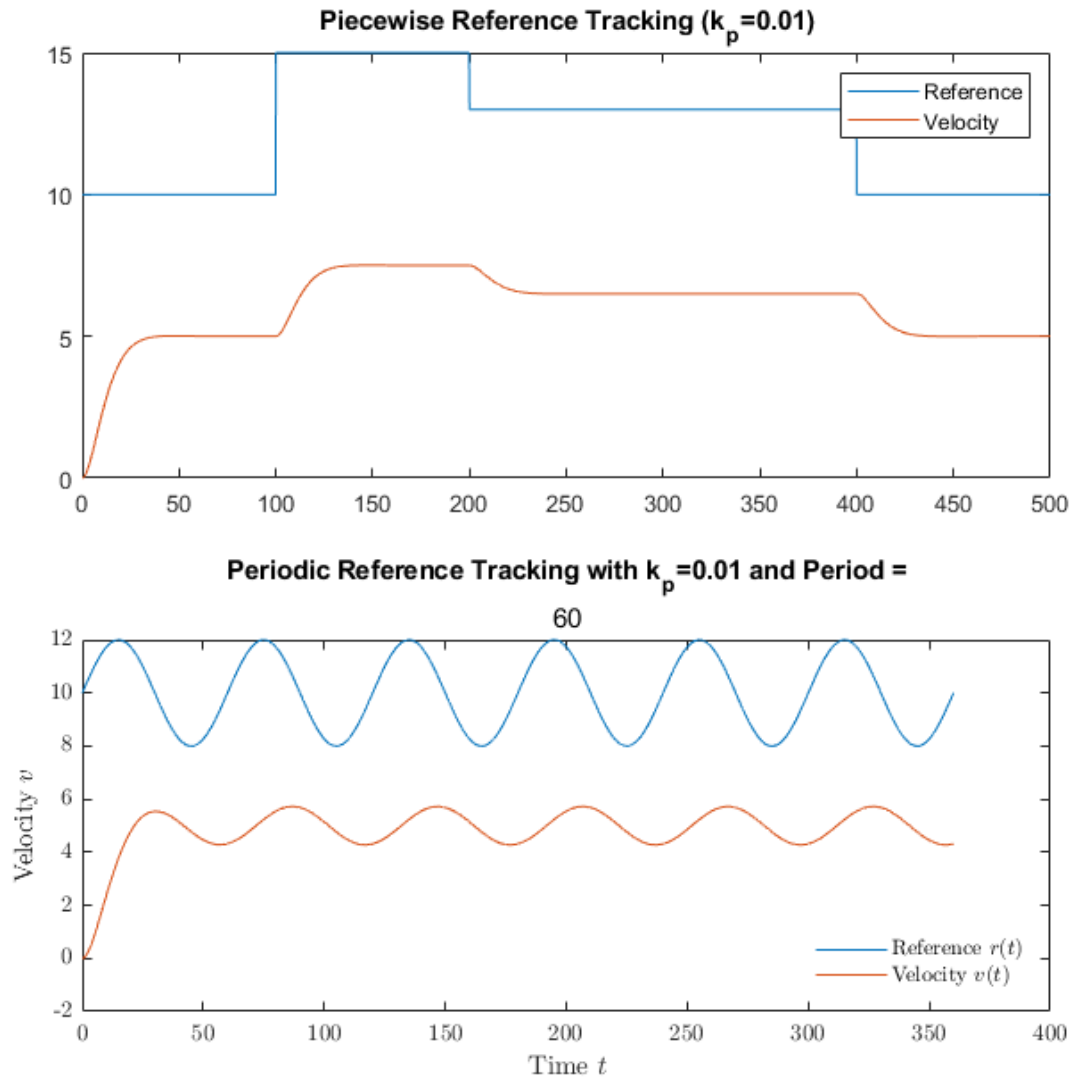 Piecewise Reference Tracking (k_p=0.01)
15
10
5
0
Reference
Velocity
0 50 100 150 200 250 300 350 400 450 500
Periodic Reference Tracking with k_p=0.01 and Period =
60
12
10
8
6
4
2
0
-2
Velocity v
Reference r(t)
Velocity v(t)
0 50 100 150 200 250 300 350 400
Time t